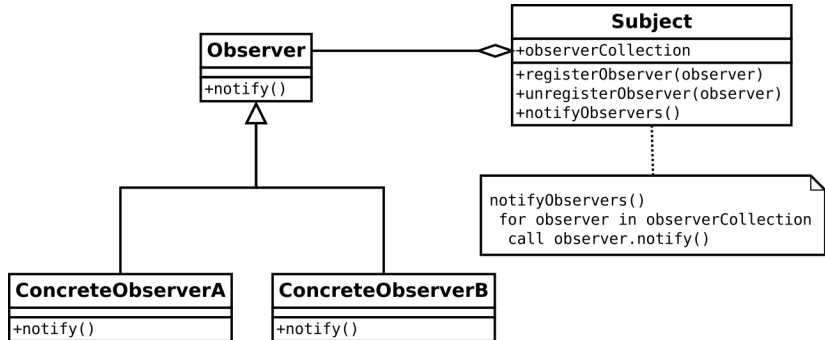 Observer
+notify()
Subject
+observerCollection
+registerObserver(observer)
+unregisterObserver(observer)
+notifyObservers()
notifyObservers()
for observer in observerCollection
call observer.notify()
ConcreteObserverA
+notify()
ConcreteObserverB
+notify()